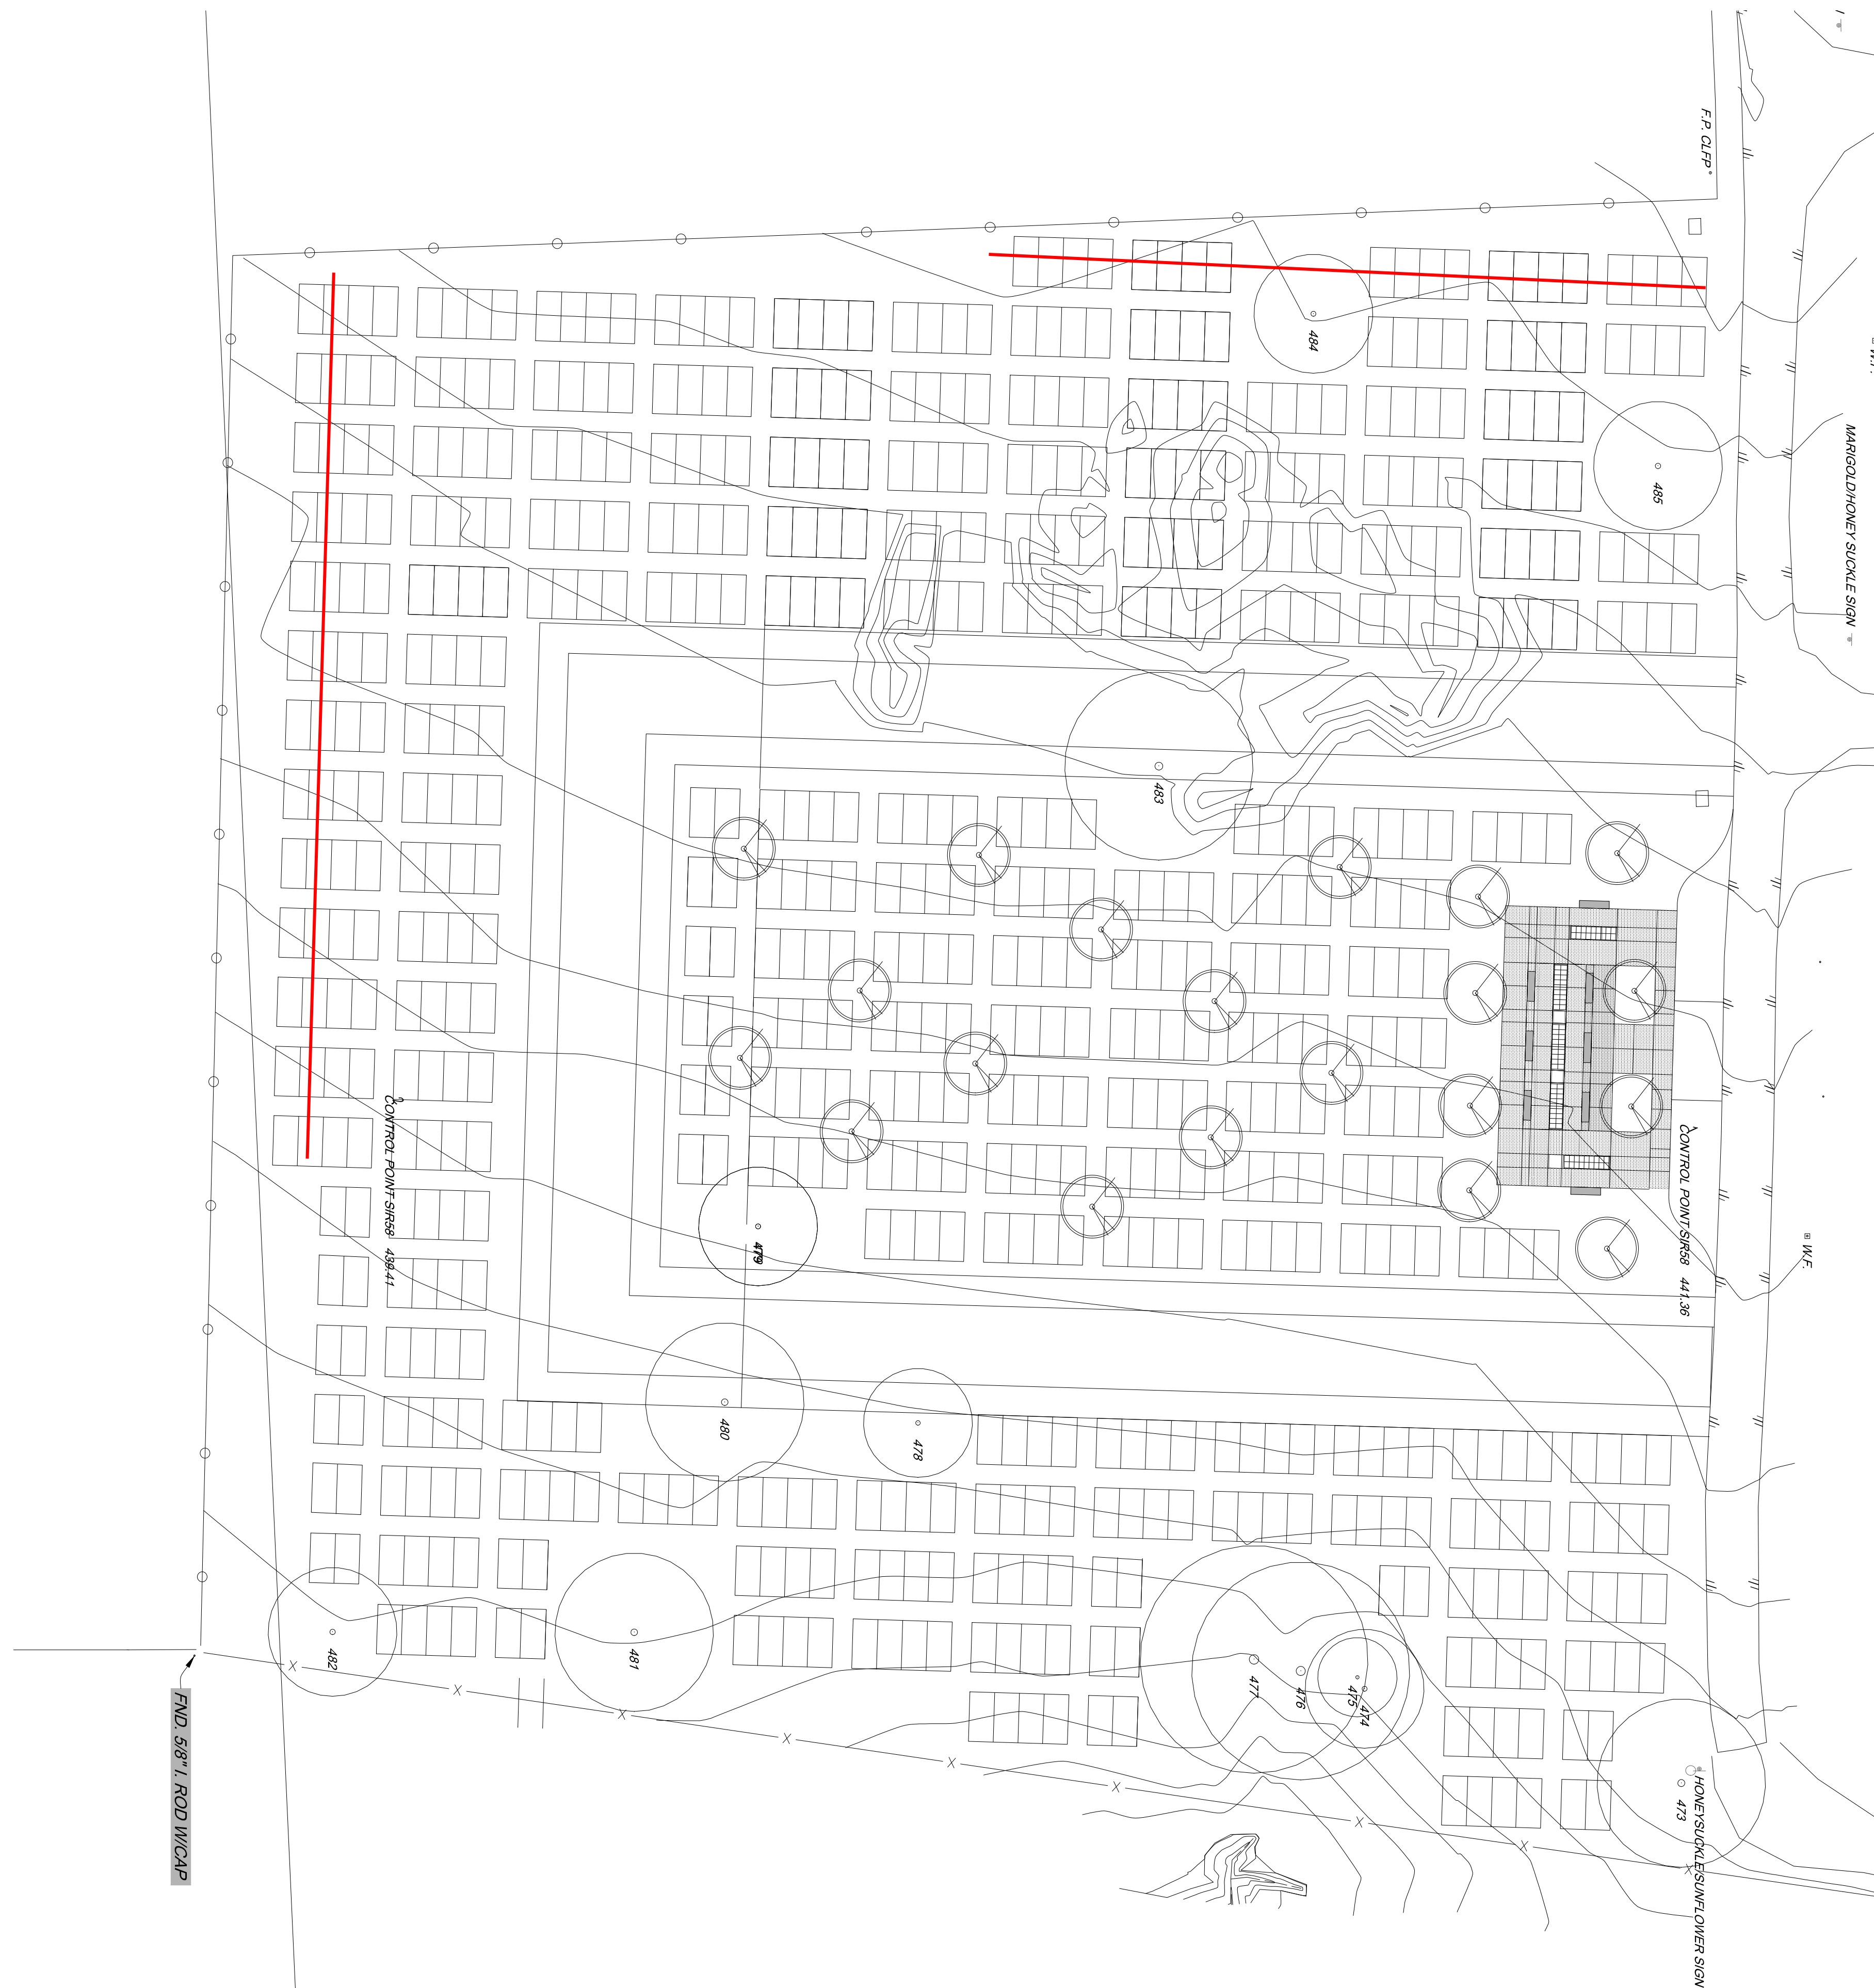 F.P. CLFP
W.F.
MARIGOLD/HONEY SUCKLE SIGN
484
485
483
CONTROL POINT SIR58 439.41
CONTROL POINT SIR58 441.36
W.F.
479
480
478
482
481
477
476
475
474
473
FND. 5/8" I. ROD W/CAP
HONEYSUCKLE/SUNFLOWER SIGN
X
X
X
X
X
X
X
X
X